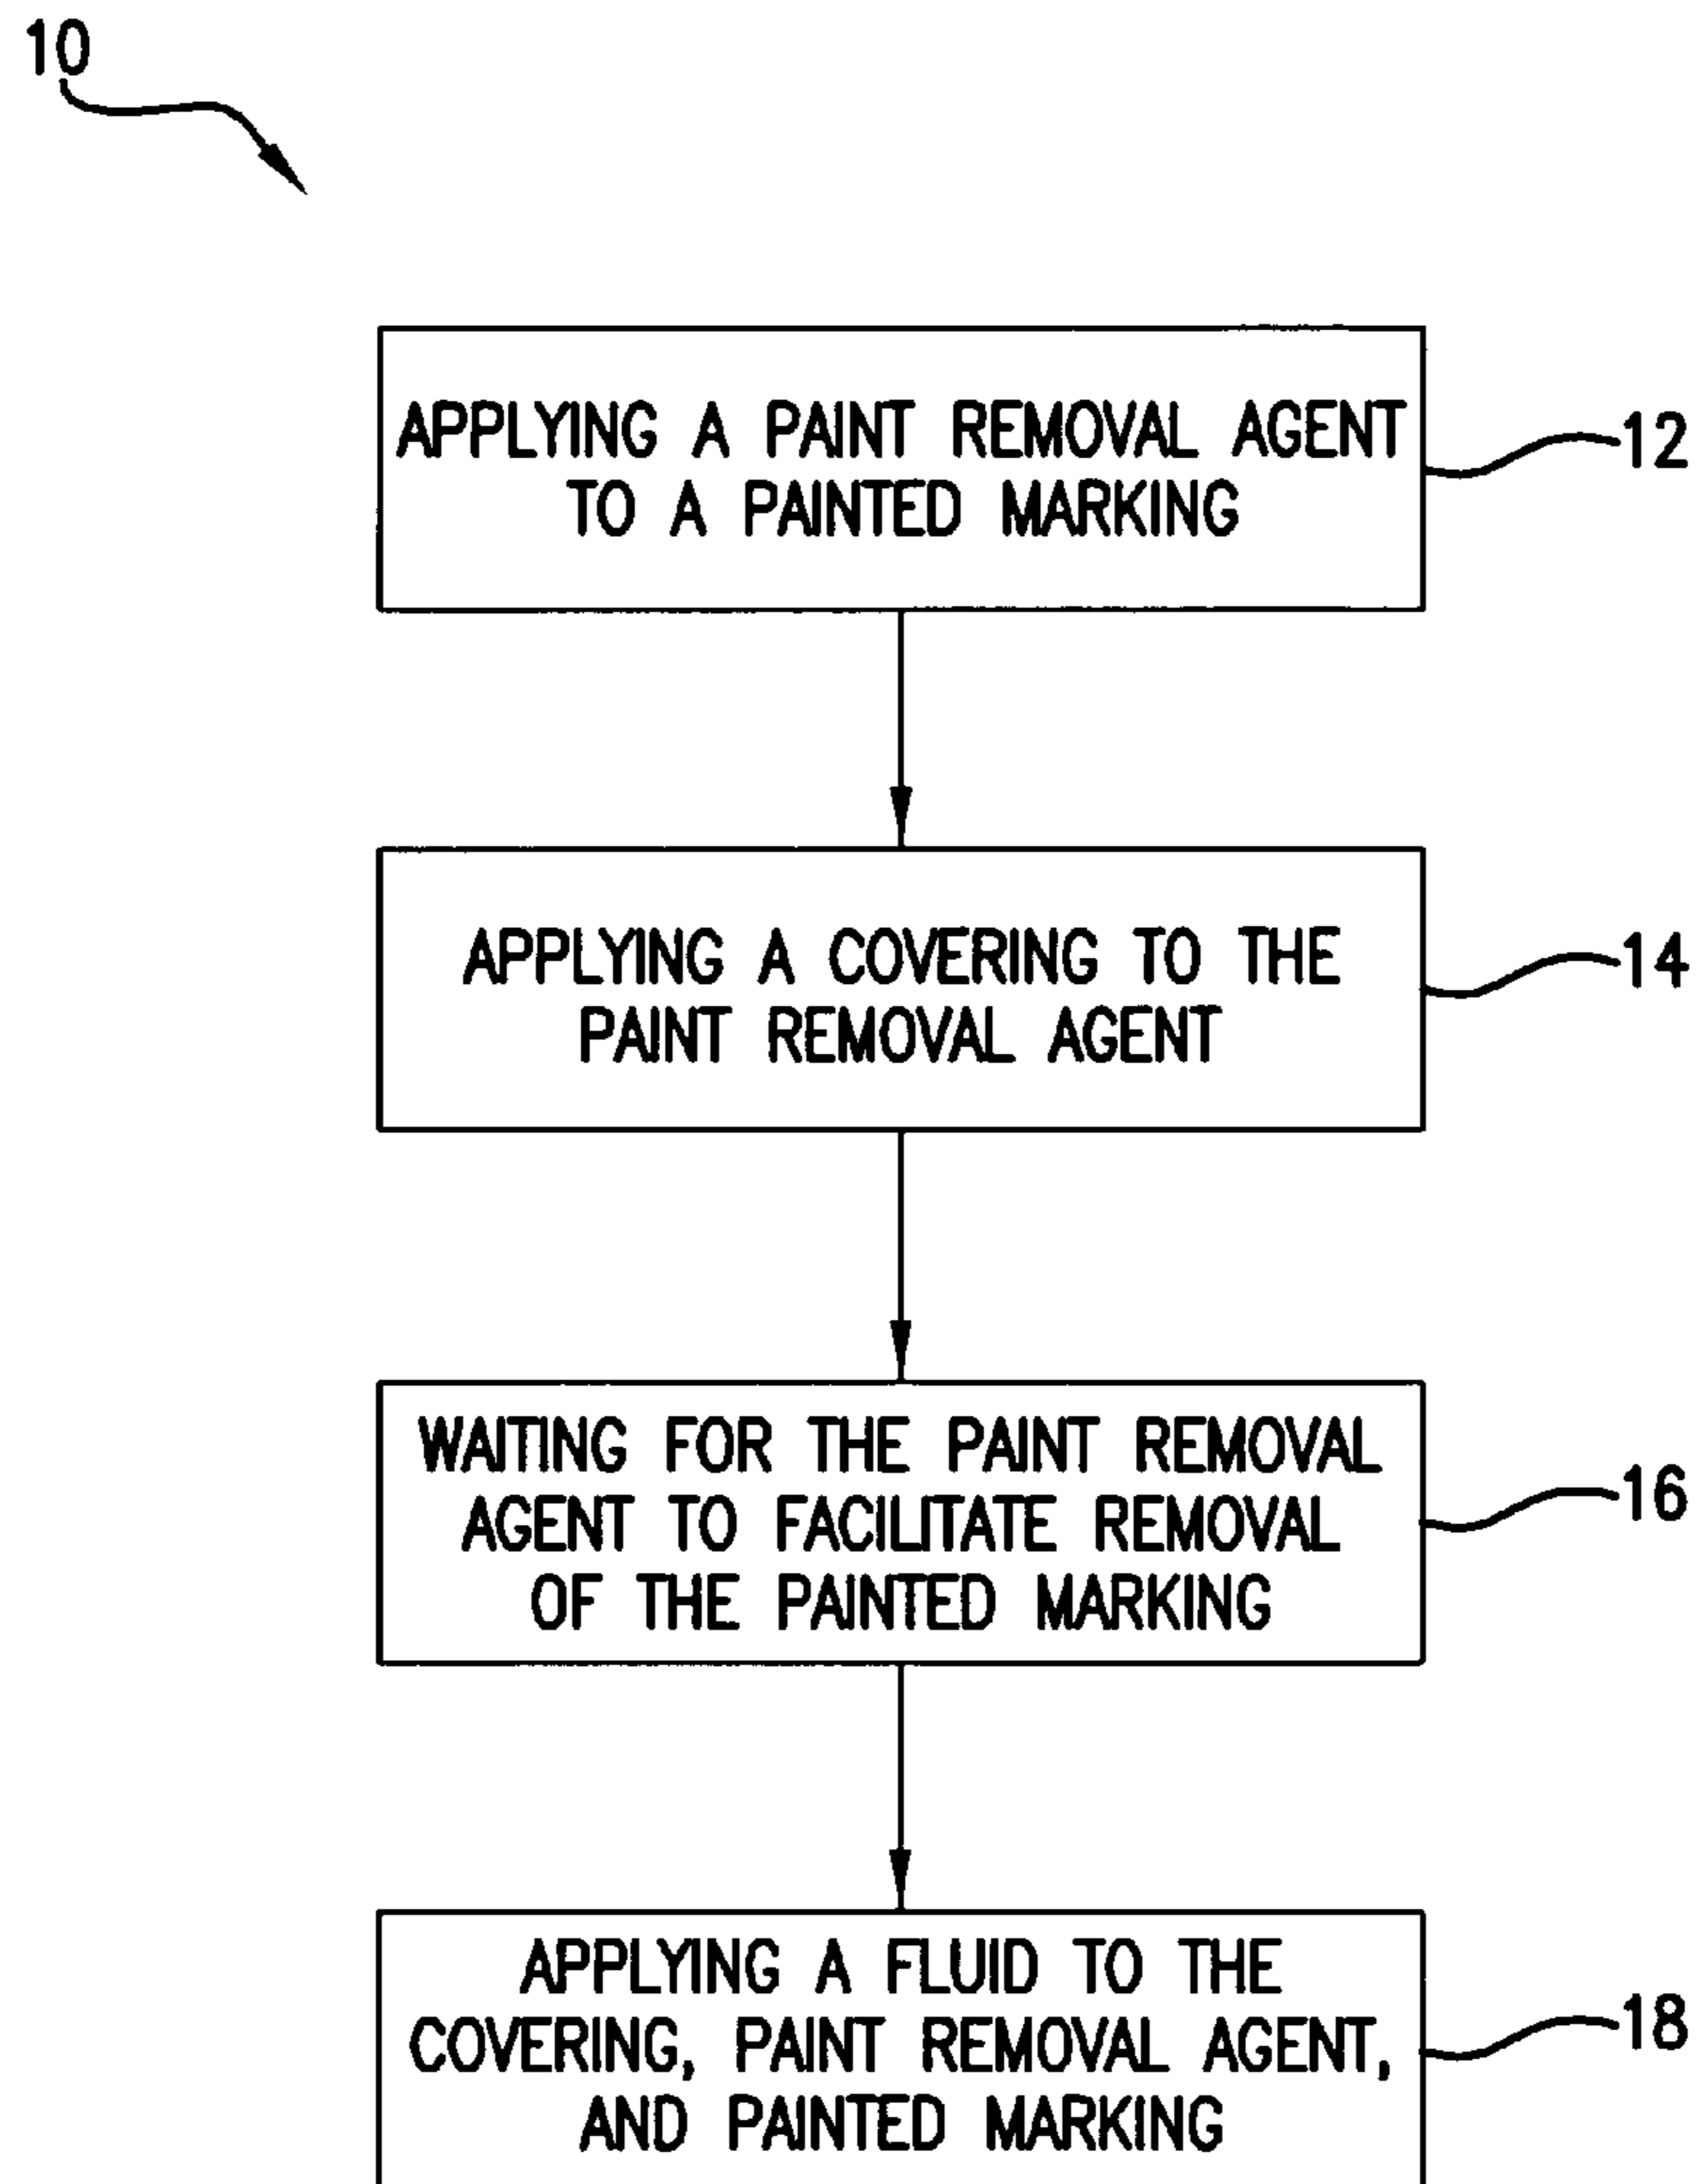 10
APPLYING A PAINT REMOVAL AGENT
TO A PAINTED MARKING
12
APPLYING A COVERING TO THE
PAINT REMOVAL AGENT
14
WAITING FOR THE PAINT REMOVAL
AGENT TO FACILITATE REMOVAL
OF THE PAINTED MARKING
16
APPLYING A FLUID TO THE
COVERING, PAINT REMOVAL AGENT,
AND PAINTED MARKING
18